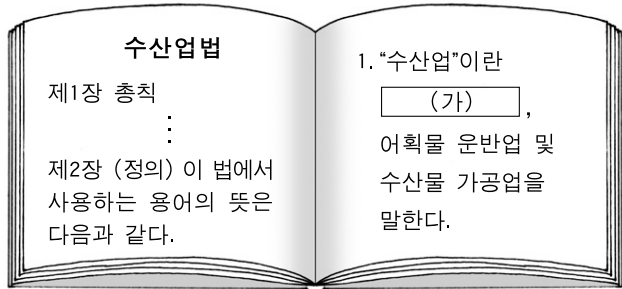 수산업법
제1장 총칙
⋮
제2장 (정의) 이 법에서
사용하는 용어의 뜻은
다음과 같다.
1. “수산업”이란
(가) ,
어획물 운반업 및
수산물 가공업을
말한다.